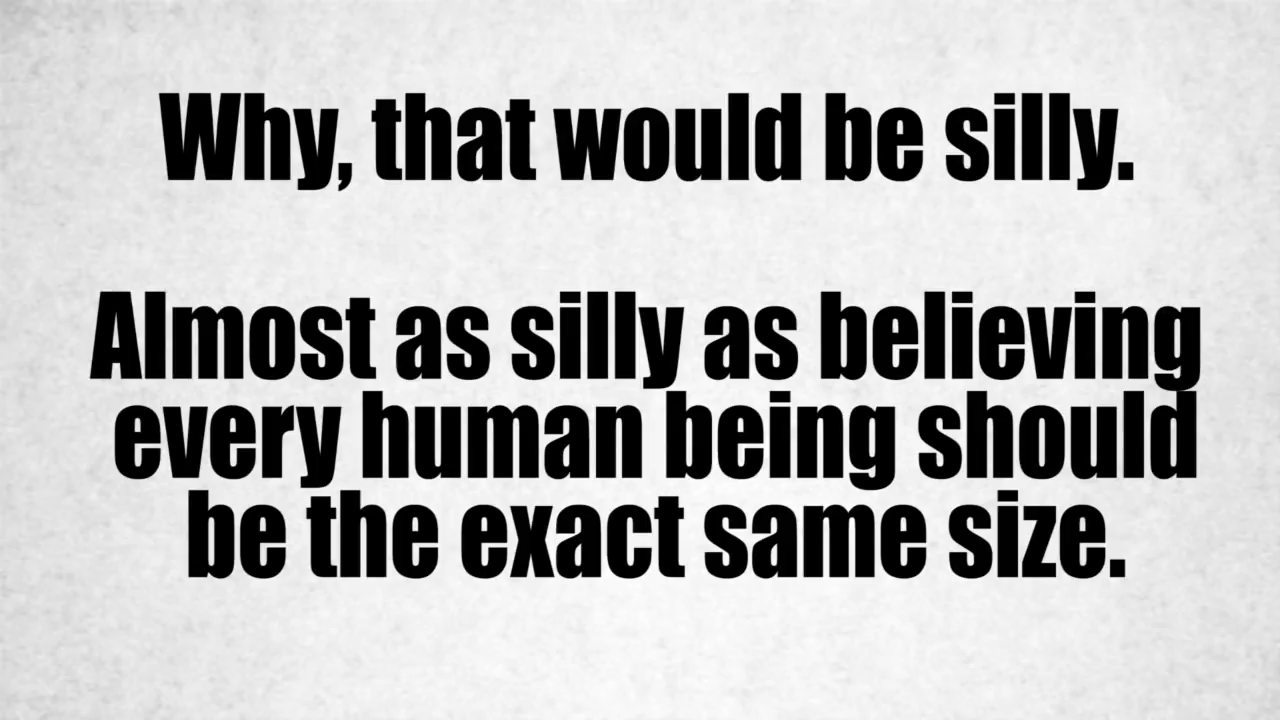 Why, that would be silly.
Almost as silly as believing
every human being should
be the exact same size.